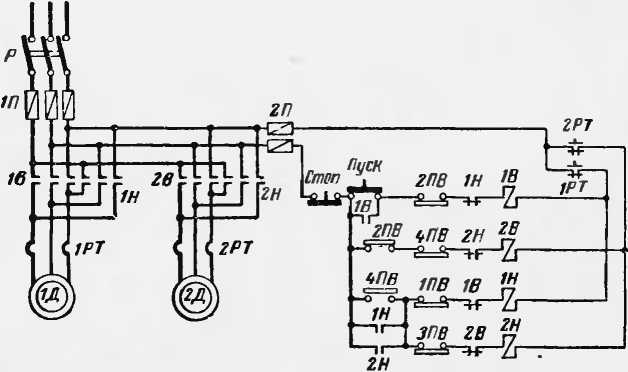 Р
1П
2П
2РТ
Стоп
Пуск
1РТ
1В
1Н
2В
2Н
1В
2ПВ
1Н
1В
1РТ
2РТ
2ПВ
4ПВ
2Н
2В
4ПВ
1ПВ
1В
1Н
1Д
2Д
1Н
3ПВ
2В
2Н
2Н